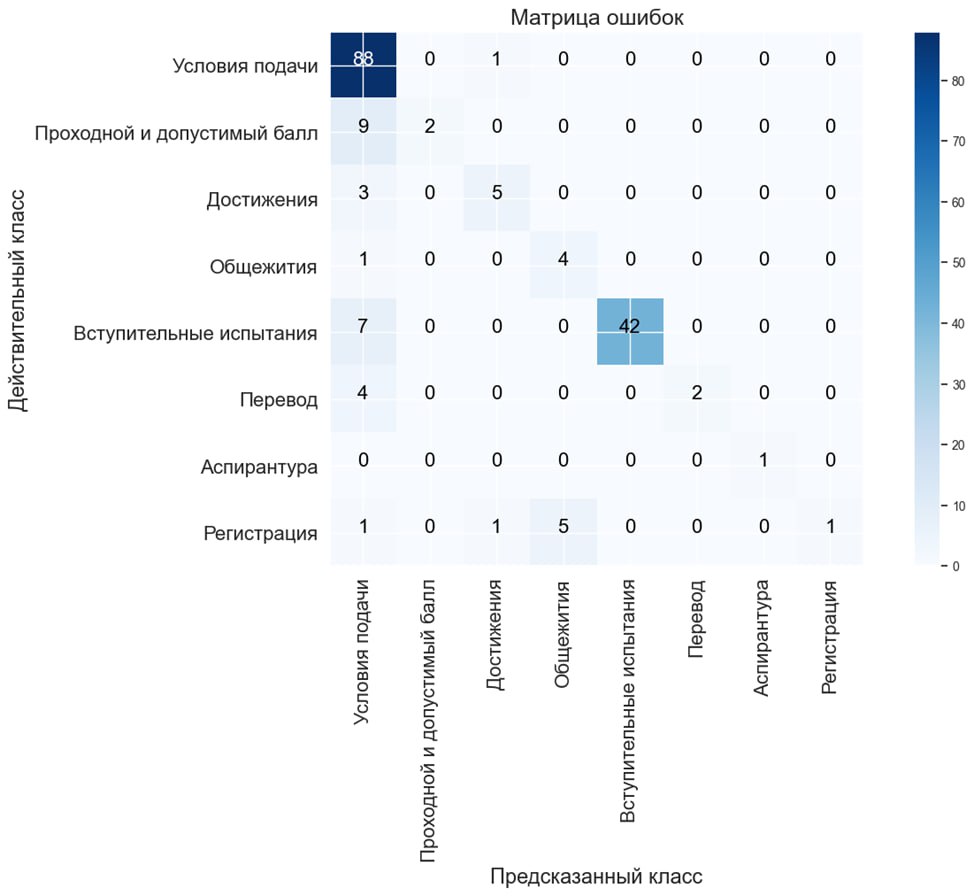 Матрица ошибок
Действительный класс
Условия подачи 88 0 1 0 0 0 0 0
Проходной и допустимый балл 9 2 0 0 0 0 0 0
Достижения 3 0 5 0 0 0 0 0
Общежития 1 0 0 4 0 0 0 0
Вступительные испытания 7 0 0 0 42 0 0 0
Перевод 4 0 0 0 0 2 0 0
Аспирантура 0 0 0 0 0 0 1 0
Регистрация 1 0 1 5 0 0 0 1
Условия подачи
Проходной и допустимый балл
Достижения
Общежития
Вступительные испытания
Перевод
Аспирантура
Регистрация
Предсказанный класс
80
70
60
50
40
30
20
10
0